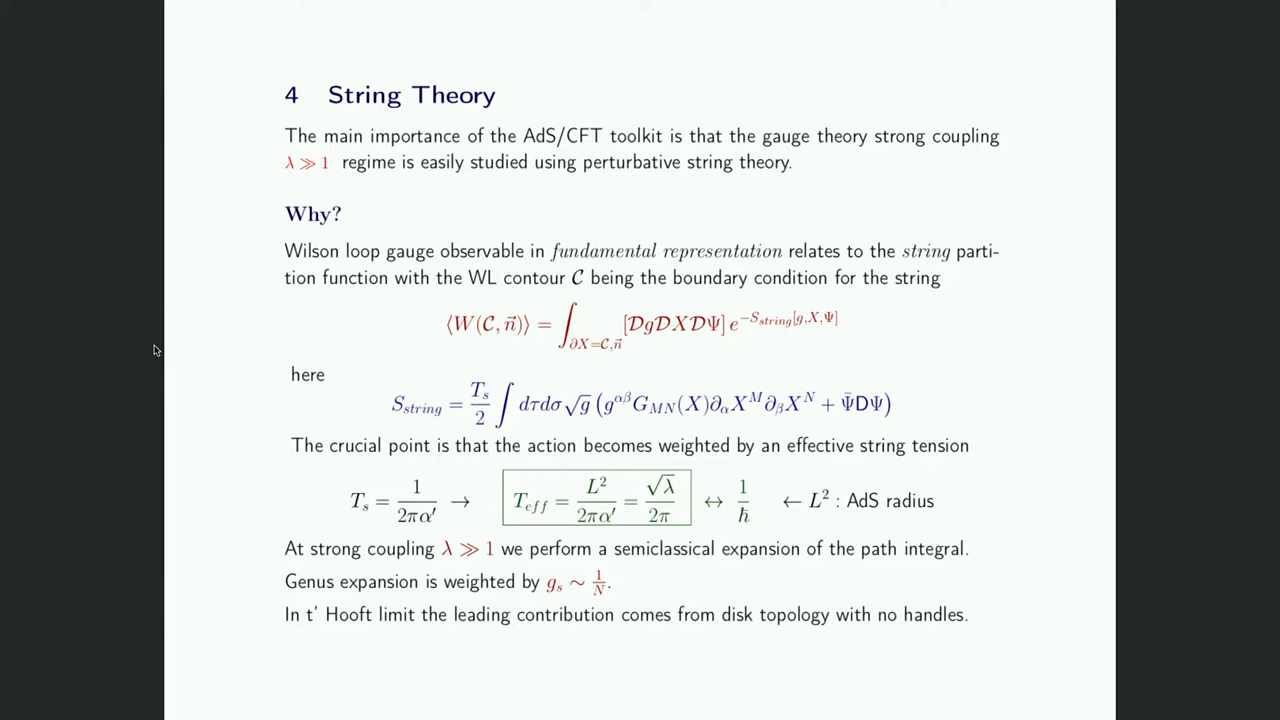 4 String Theory
The main importance of the AdS/CFT toolkit is that the gauge theory strong coupling
λ ≫ 1 regime is easily studied using perturbative string theory.
Why?
Wilson loop gauge observable in fundamental representation relates to the string parti-
tion function with the WL contour 𝒞 being the boundary condition for the string
⟨W(𝒞, n⃗)⟩ = ∫_{∂X=𝒞,n⃗} [𝒟g𝒟X𝒟Ψ] e^{−S_{string}[g,X,Ψ]}
here
S_{string} = T_s/2 ∫ dτdσ√g (g^{αβ}G_{MN}(X)∂_αX^M∂_βX^N + Ψ̄DΨ)
The crucial point is that the action becomes weighted by an effective string tension
T_s = 1/2πα′ → T_{eff} = L²/2πα′ = √λ/2π ↔ 1/ℏ ← L² : AdS radius
At strong coupling λ ≫ 1 we perform a semiclassical expansion of the path integral.
Genus expansion is weighted by g_s ∼ 1/N.
In t' Hooft limit the leading contribution comes from disk topology with no handles.